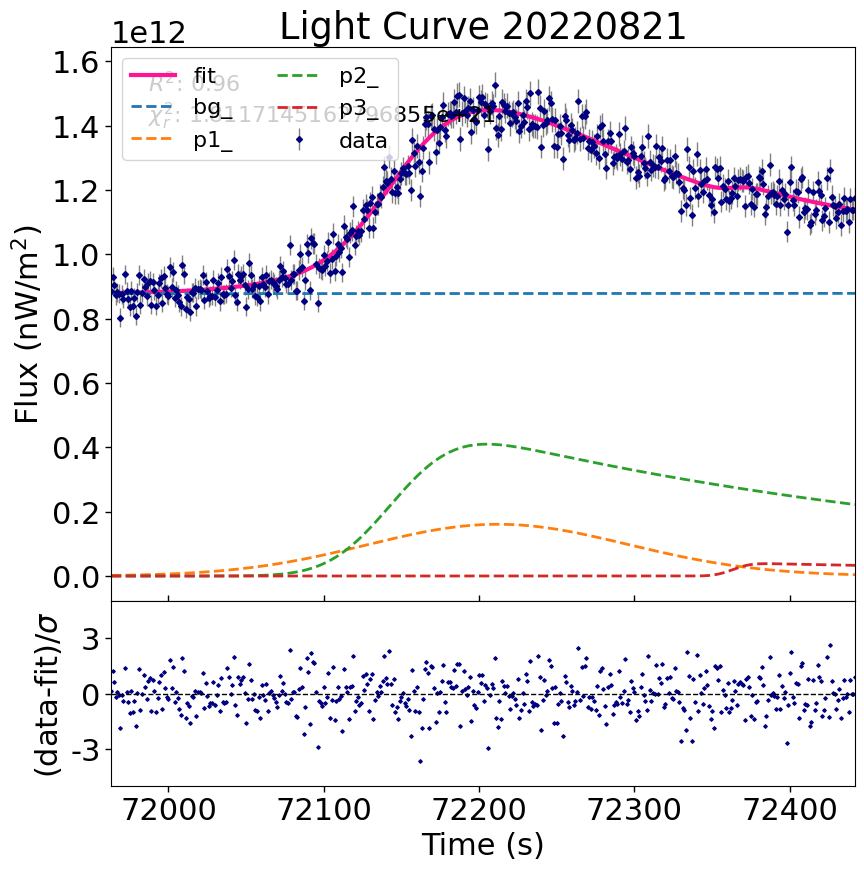 Light Curve 20220821
1e12
R²: 0.96
fit
bg_
p1_
p2_
p3_
data
1.6
1.4
1.2
1.0
0.8
0.6
0.4
0.2
0.0
Flux (nW/m²)
3
0
-3
(data-fit)/σ
72000
72100
72200
72300
72400
Time (s)